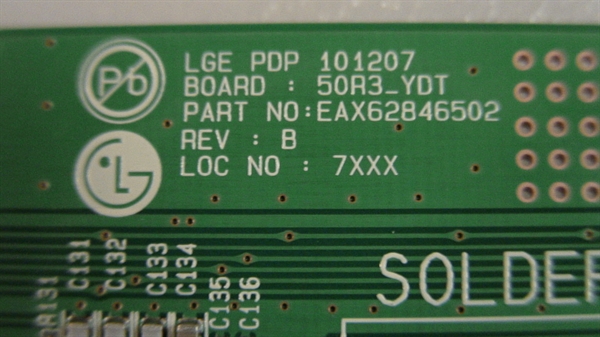 Pb
LGE PDP 101207
BOARD : 50R3_YDT
PART NO:EAX62846502
REV : B
LOC NO : 7XXX
LG
C131
C132
C133
C134
C135
C136
SOLDER